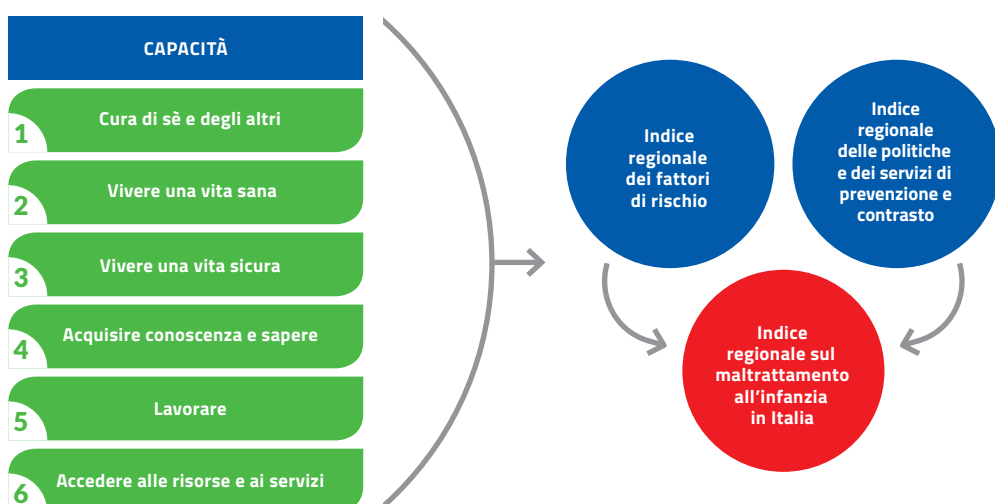 CAPACITÀ
1
Cura di sè e degli altri
2
Vivere una vita sana
3
Vivere una vita sicura
4
Acquisire conoscenza e sapere
5
Lavorare
6
Accedere alle risorse e ai servizi
Indice
regionale
dei fattori
di rischio
Indice
regionale
delle politiche
e dei servizi di
prevenzione e
contrasto
Indice
regionale sul
maltrattamento
all'infanzia
in Italia